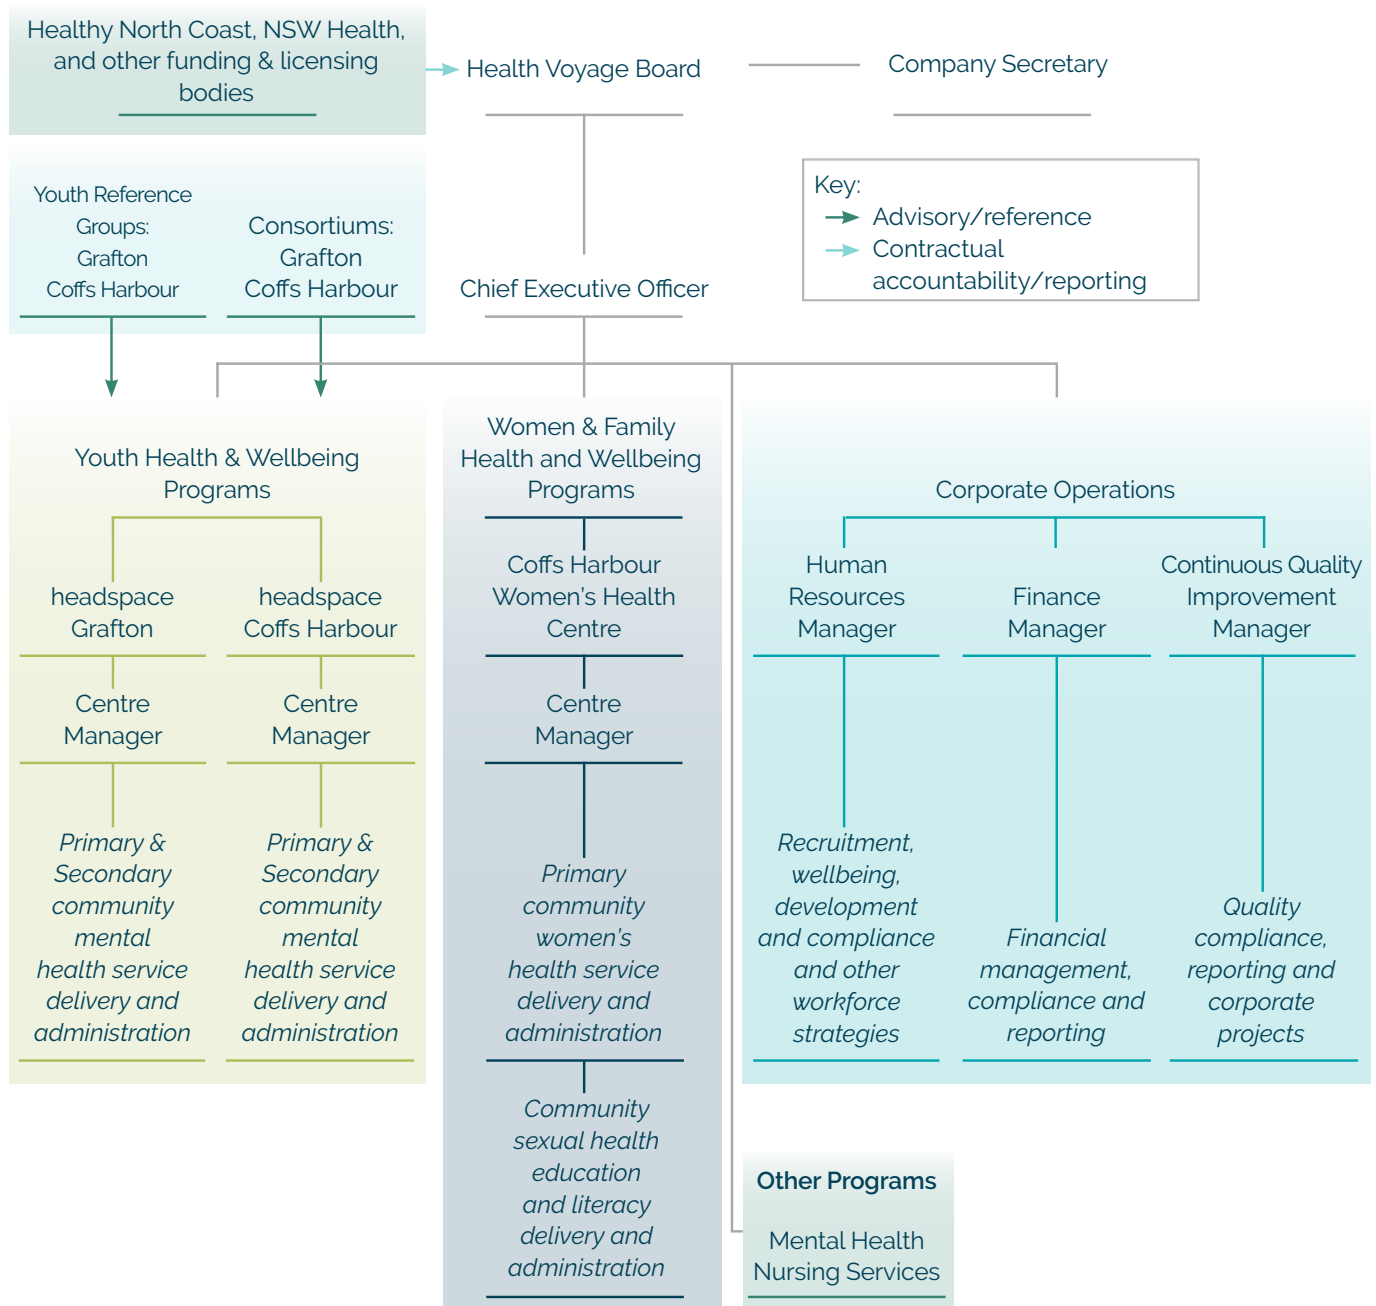 Healthy North Coast, NSW Health,
and other funding & licensing
bodies
Health Voyage Board
Company Secretary
Youth Reference
Groups:
Grafton
Coffs Harbour
Consortiums:
Grafton
Coffs Harbour
Chief Executive Officer
Key:
Advisory/reference
Contractual
accountability/reporting
Youth Health & Wellbeing
Programs
headspace
Grafton
Centre
Manager
Primary &
Secondary
community
mental
health service
delivery and
administration
headspace
Coffs Harbour
Centre
Manager
Primary &
Secondary
community
mental
health service
delivery and
administration
Women & Family
Health and Wellbeing
Programs
Coffs Harbour
Women's Health
Centre
Centre
Manager
Primary
community
women's
health service
delivery and
administration
Community
sexual health
education
and literacy
delivery and
administration
Corporate Operations
Human
Resources
Manager
Recruitment,
wellbeing,
development
and compliance
and other
workforce
strategies
Finance
Manager
Financial
management,
compliance and
reporting
Continuous Quality
Improvement
Manager
Quality
compliance,
reporting and
corporate
projects
Other Programs
Mental Health
Nursing Services